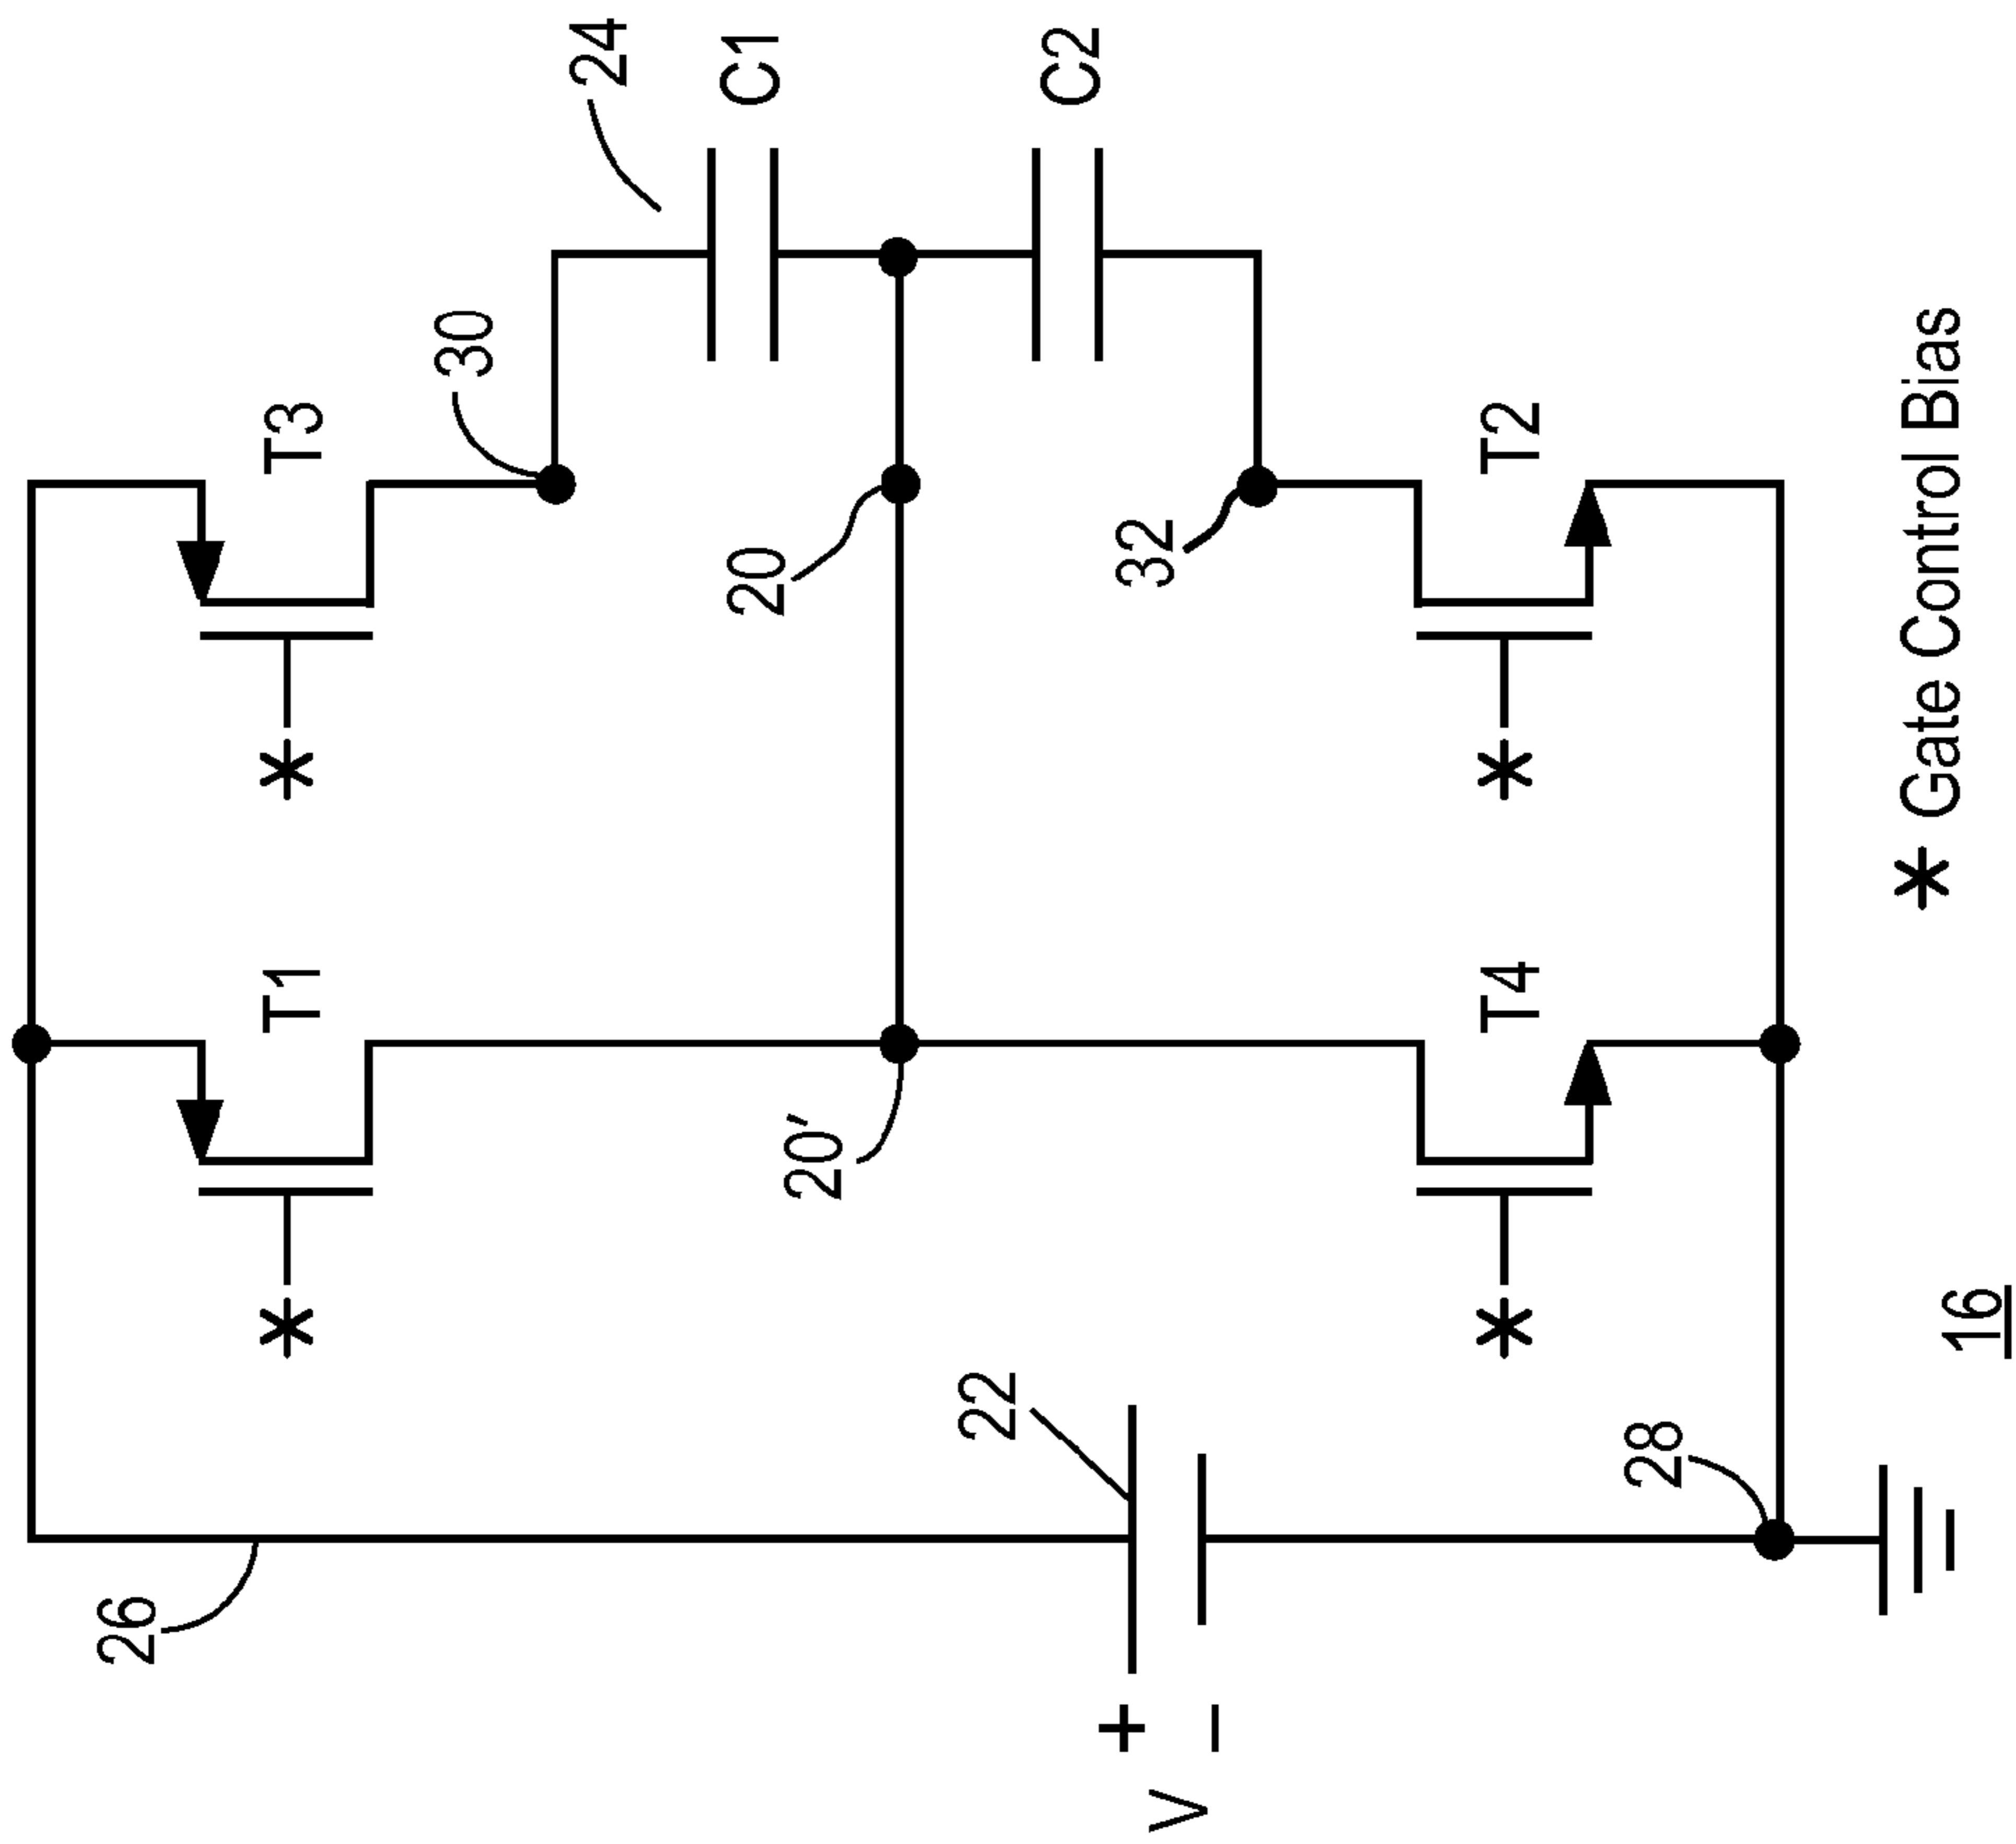 24
C1
C2
30
T3
20
32
T2
T1
20'
T4
* Gate Control Bias
*
*
*
*
22
28
26
V + −
16